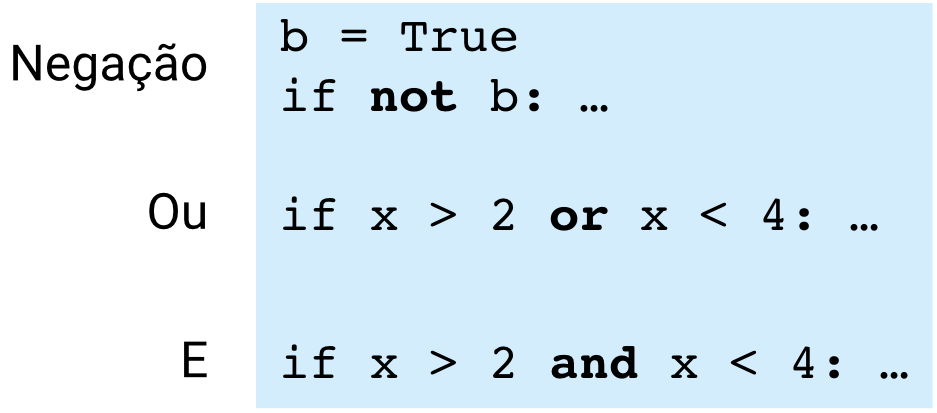 Negação
b = True
if not b: …
Ou
if x > 2 or x < 4: …
E
if x > 2 and x < 4: …